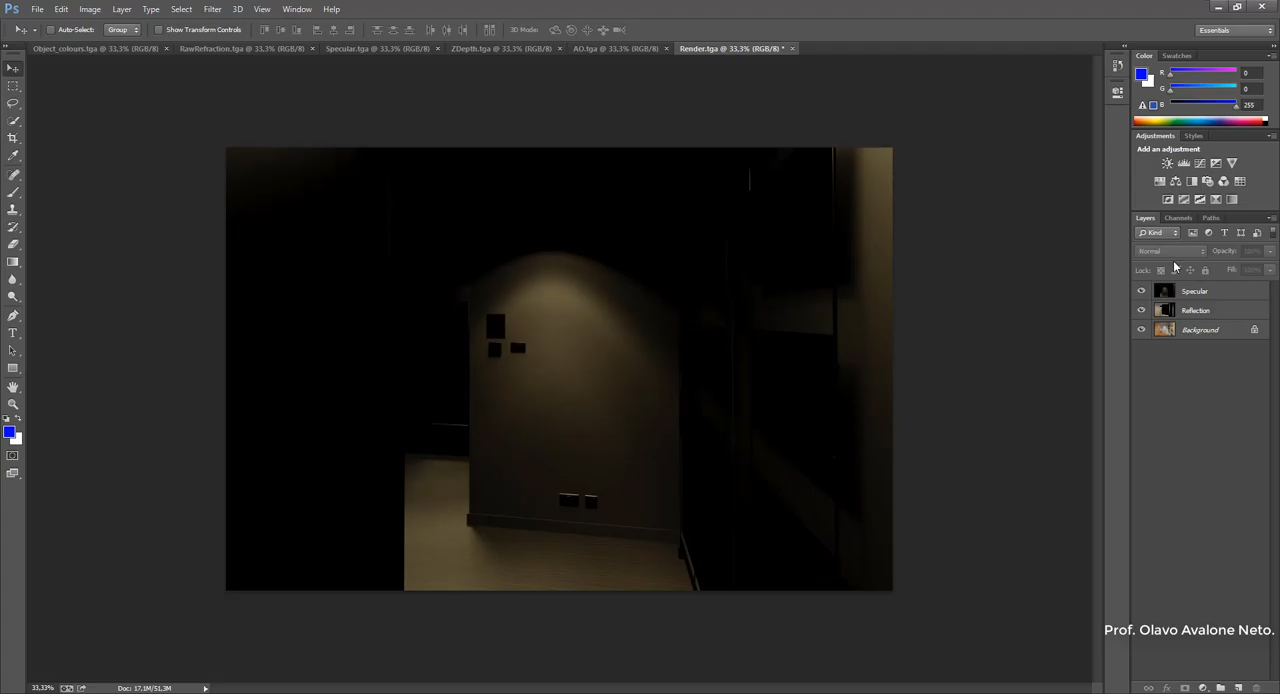 Ps File Edit Image Layer Type Select Filter 3D View Window Help
Auto-Select: Group Show Transform Controls 3D Mode: Essentials
Object_colours.tga @ 33,3% (RGB/8) × RawRefraction.tga @ 33,3% (RGB/8) × Specular.tga @ 33,3% (RGB/8) × ZDepth.tga @ 33,3% (RGB/8) × AO.tga @ 33,3% (RGB/8) × Render.tga @ 33,3% (RGB/8) * ×
Color Swatches
R 0
G 0
B 255
Adjustments Styles
Add an adjustment
Layers Channels Paths
Kind
Normal Opacity: 100%
Lock: Fill: 100%
Specular
Reflection
Background
Prof. Olavo Avalone Neto.
33,33% Doc: 17,1M/51,3M